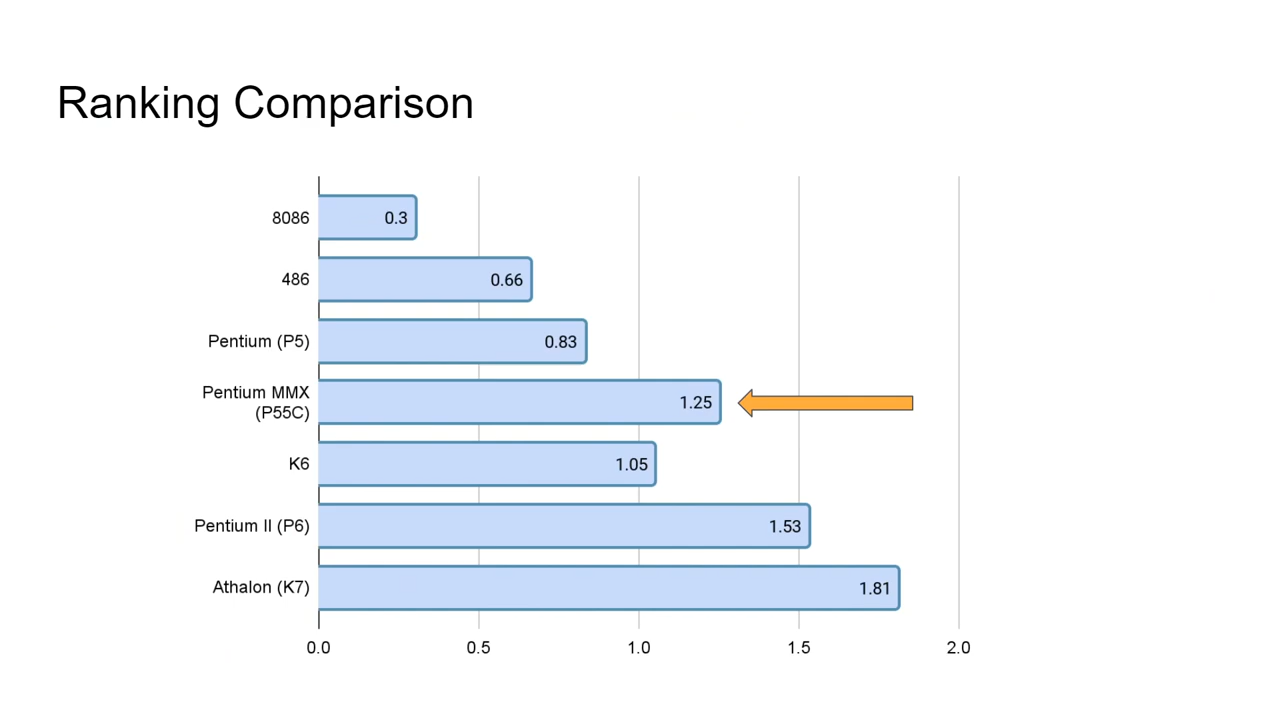 Ranking Comparison
8086
0.3
486
0.66
Pentium (P5)
0.83
Pentium MMX
(P55C)
1.25
K6
1.05
Pentium II (P6)
1.53
Athalon (K7)
1.81
0.0
0.5
1.0
1.5
2.0